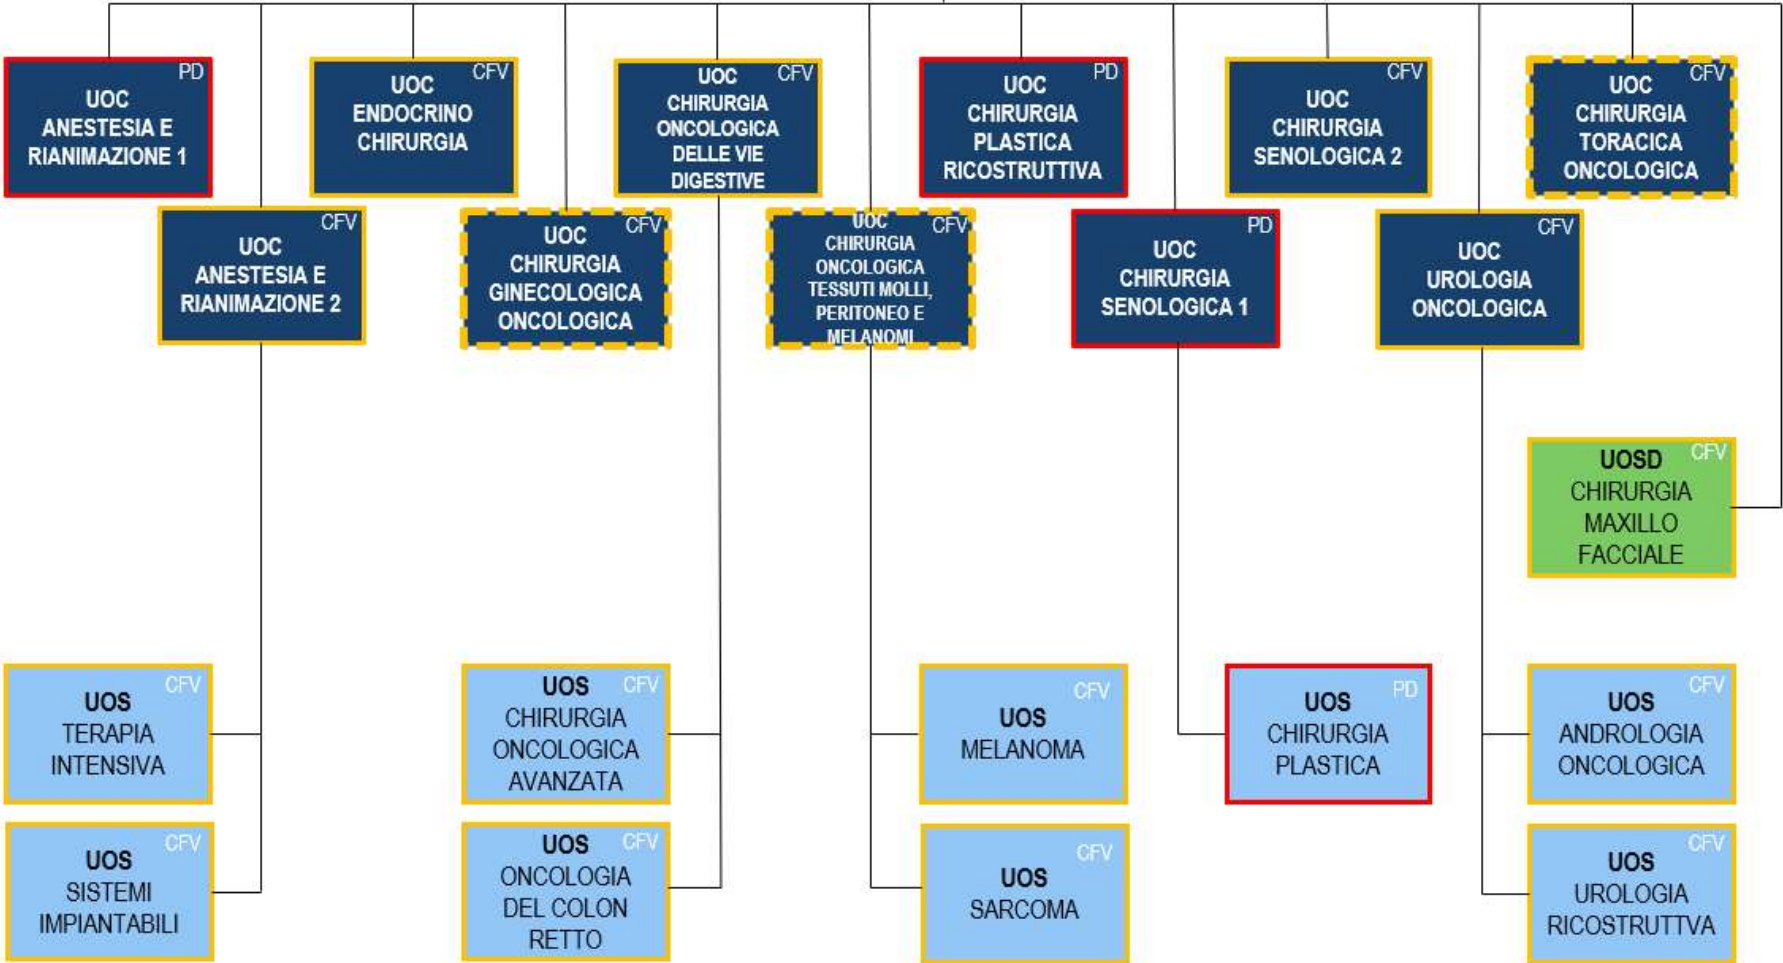 PD
UOC
ANESTESIA E
RIANIMAZIONE 1
CFV
UOC
ENDOCRINO
CHIRURGIA
CFV
UOC
CHIRURGIA
ONCOLOGICA
DELLE VIE
DIGESTIVE
PD
UOC
CHIRURGIA
PLASTICA
RICOSTRUTTIVA
CFV
UOC
CHIRURGIA
SENOLOGICA 2
CFV
UOC
CHIRURGIA
TORACICA
ONCOLOGICA
CFV
UOC
ANESTESIA E
RIANIMAZIONE 2
CFV
UOC
CHIRURGIA
GINECOLOGICA
ONCOLOGICA
CFV
UOC
CHIRURGIA
ONCOLOGICA
TESSUTI MOLLI,
PERITONEO E
MELANOMI
PD
UOC
CHIRURGIA
SENOLOGICA 1
CFV
UOC
UROLOGIA
ONCOLOGICA
CFV
UOSD
CHIRURGIA
MAXILLO
FACCIALE
CFV
UOS
TERAPIA
INTENSIVA
CFV
UOS
CHIRURGIA
ONCOLOGICA
AVANZATA
CFV
UOS
MELANOMA
PD
UOS
CHIRURGIA
PLASTICA
CFV
UOS
ANDROLOGIA
ONCOLOGICA
CFV
UOS
SISTEMI
IMPIANTABILI
CFV
UOS
ONCOLOGIA
DEL COLON
RETTO
CFV
UOS
SARCOMA
CFV
UOS
UROLOGIA
RICOSTRUTTVA